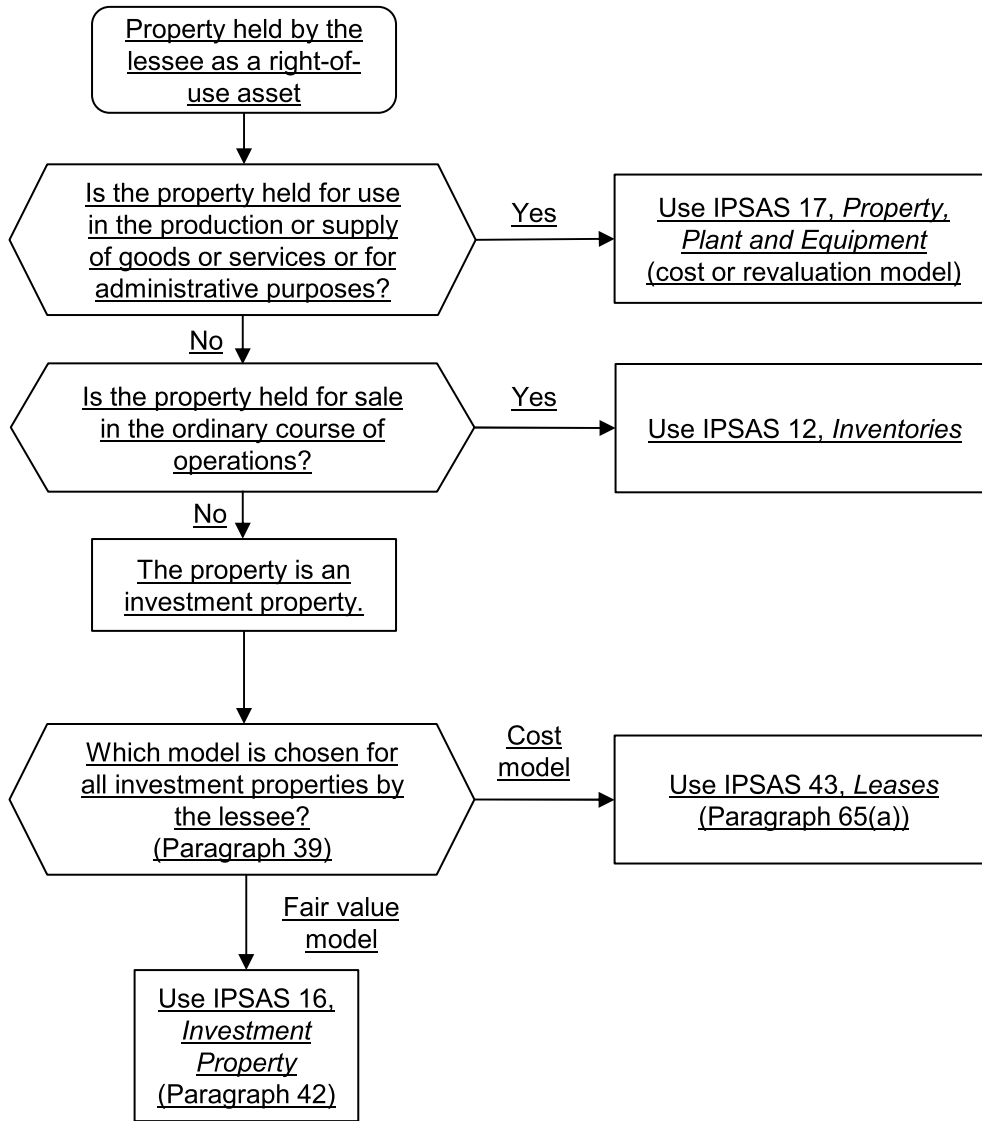 Property held by the
lessee as a right-of-
use asset
Is the property held for use
in the production or supply
of goods or services or for
administrative purposes?
Yes
Use IPSAS 17, Property,
Plant and Equipment
(cost or revaluation model)
No
Is the property held for sale
in the ordinary course of
operations?
Yes
Use IPSAS 12, Inventories
No
The property is an
investment property.
Which model is chosen for
all investment properties by
the lessee?
(Paragraph 39)
Cost
model
Use IPSAS 43, Leases
(Paragraph 65(a))
Fair value
model
Use IPSAS 16,
Investment
Property
(Paragraph 42)